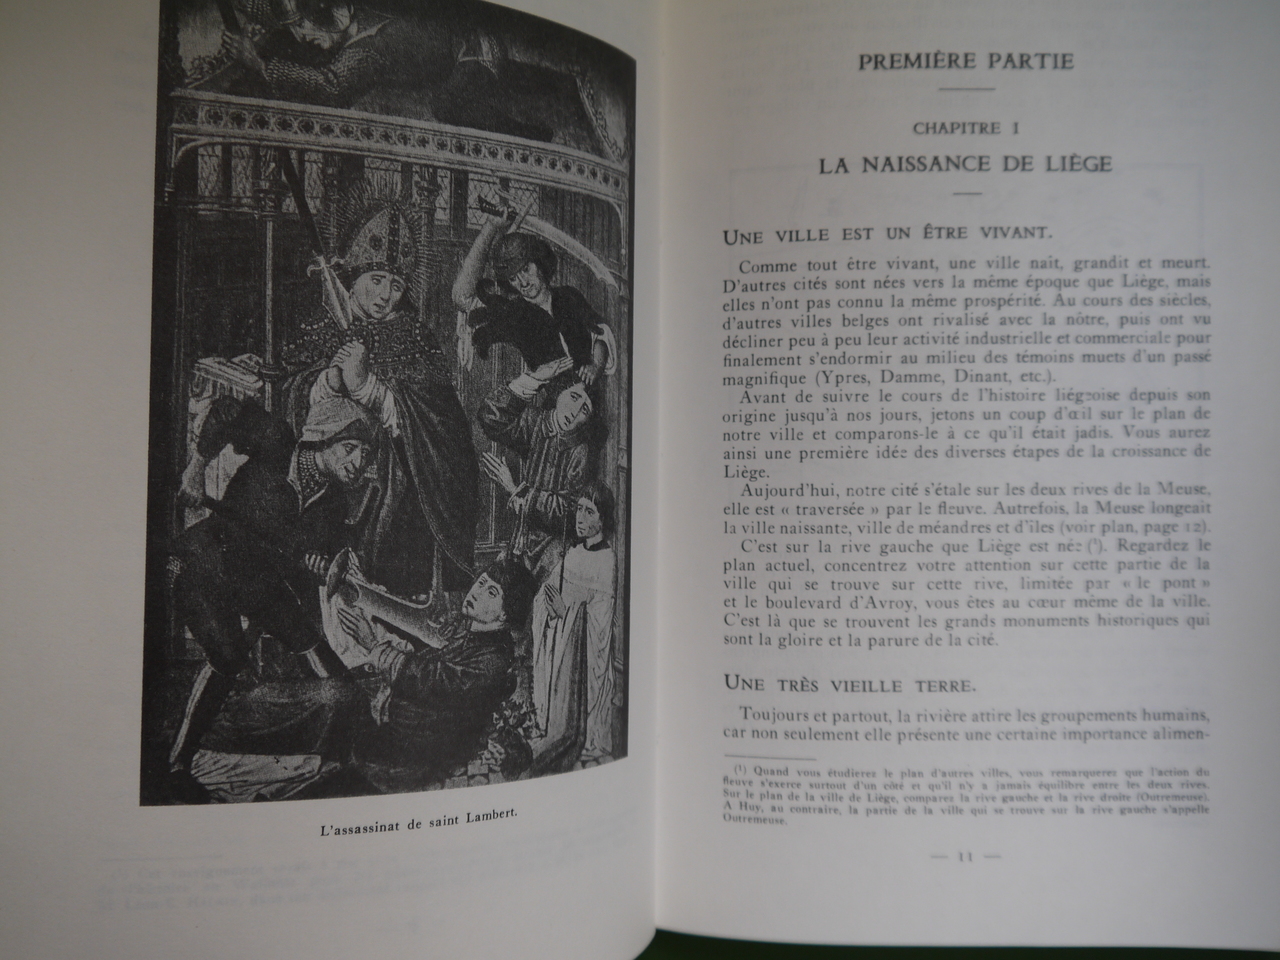 L'assassinat de saint Lambert.
PREMIÈRE PARTIE
CHAPITRE I
LA NAISSANCE DE LIÈGE
UNE VILLE EST UN ÊTRE VIVANT.
Comme tout être vivant, une ville naît, grandit et meurt.
D'autres cités sont nées vers la même époque que Liège, mais
elles n'ont pas connu la même prospérité. Au cours des siècles,
d'autres villes belges ont rivalisé avec la nôtre, puis ont vu
décliner peu à peu leur activité industrielle et commerciale pour
finalement s'endormir au milieu des témoins muets d'un passé
magnifique (Ypres, Damme, Dinant, etc.).
Avant de suivre le cours de l'histoire liégeoise depuis son
origine jusqu'à nos jours, jetons un coup d'œil sur le plan de
notre ville et comparons-le à ce qu'il était jadis. Vous aurez
ainsi une première idée des diverses étapes de la croissance de
Liège.
Aujourd'hui, notre cité s'étale sur les deux rives de la Meuse,
elle est « traversée » par le fleuve. Autrefois, la Meuse longeait
la ville naissante, ville de méandres et d'îles (voir plan, page 12).
C'est sur la rive gauche que Liège est née (¹). Regardez le
plan actuel, concentrez votre attention sur cette partie de la
ville qui se trouve sur cette rive, limitée par « le pont »
et le boulevard d'Avroy, vous êtes au cœur même de la ville.
C'est là que se trouvent les grands monuments historiques qui
sont la gloire et la parure de la cité.
UNE TRÈS VIEILLE TERRE.
Toujours et partout, la rivière attire les groupements humains,
car non seulement elle présente une certaine importance alimen-
(¹) Quand vous étudierez le plan d'autres villes, vous remarquerez que l'action du
fleuve s'exerce surtout d'un côté et qu'il n'y a jamais équilibre entre les deux rives.
Sur le plan de la ville de Liège, comparez la rive gauche et la rive droite (Outremeuse).
A Huy, au contraire, la partie de la ville qui se trouve sur la rive gauche s'appelle
Outremeuse.
— 11 —